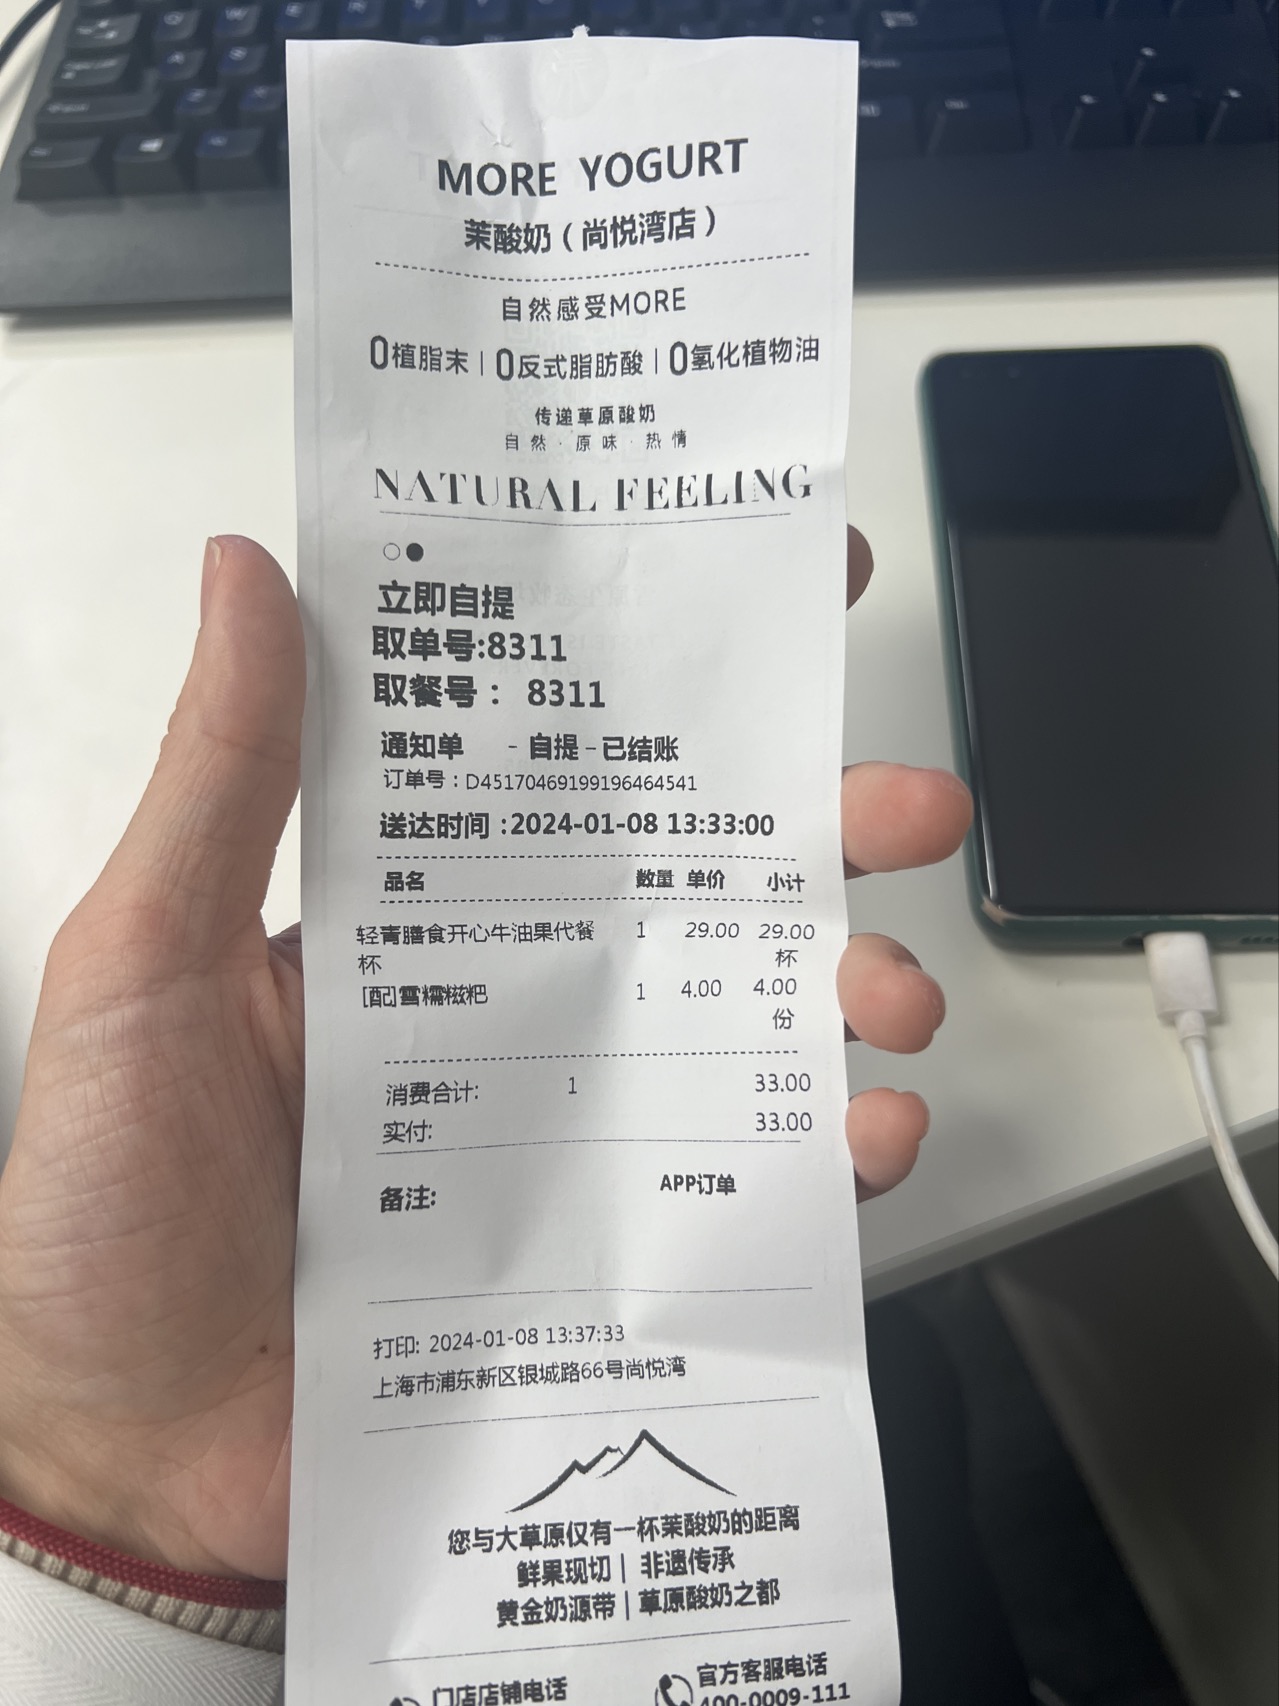 MORE YOGURT
茉酸奶（尚悦湾店）
自然感受MORE
0植脂末 | 0反式脂肪酸 | 0氢化植物油
传递草原酸奶
自然·原味·热情
NATURAL FEELING
立即自提
取单号:8311
取餐号： 8311
通知单 - 自提 - 已结账
订单号：D45170469199196464541
送达时间 :2024-01-08 13:33:00
品名 数量 单价 小计
轻青膳食开心牛油果代餐 1 29.00 29.00
杯 杯
[配]雪糯糍粑 1 4.00 4.00
份
消费合计: 1 33.00
实付: 33.00
备注: APP订单
打印: 2024-01-08 13:37:33
上海市浦东新区银城路66号尚悦湾
您与大草原仅有一杯茉酸奶的距离
鲜果现切 | 非遗传承
黄金奶源带 | 草原酸奶之都
门店店铺电话 官方客服电话
400-0009-111